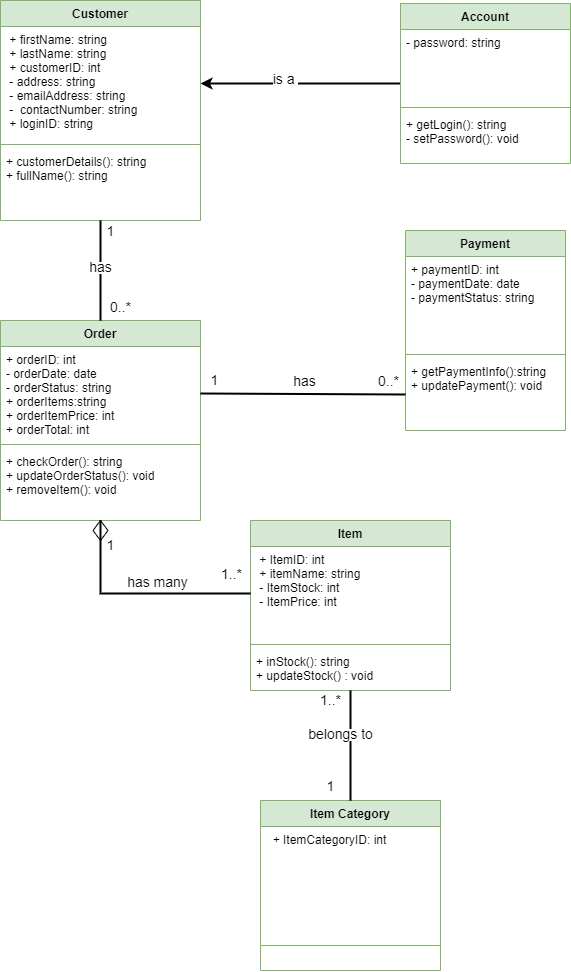 Customer
+ firstName: string
+ lastName: string
+ customerID: int
- address: string
- emailAddress: string
- contactNumber: string
+ loginID: string
+ customerDetails(): string
+ fullName(): string
Account
- password: string
+ getLogin(): string
- setPassword(): void
is a
1
has
0..*
Order
+ orderID: int
- orderDate: date
- orderStatus: string
+ orderItems:string
+ orderItemPrice: int
+ orderTotal: int
+ checkOrder(): string
+ updateOrderStatus(): void
+ removeItem(): void
1
has
0..*
Payment
+ paymentID: int
- paymentDate: date
- paymentStatus: string
+ getPaymentInfo():string
+ updatePayment(): void
1
has many
1..*
Item
+ ItemID: int
+ itemName: string
- ItemStock: int
- ItemPrice: int
+ inStock(): string
+ updateStock() : void
1..*
belongs to
1
Item Category
+ ItemCategoryID: int